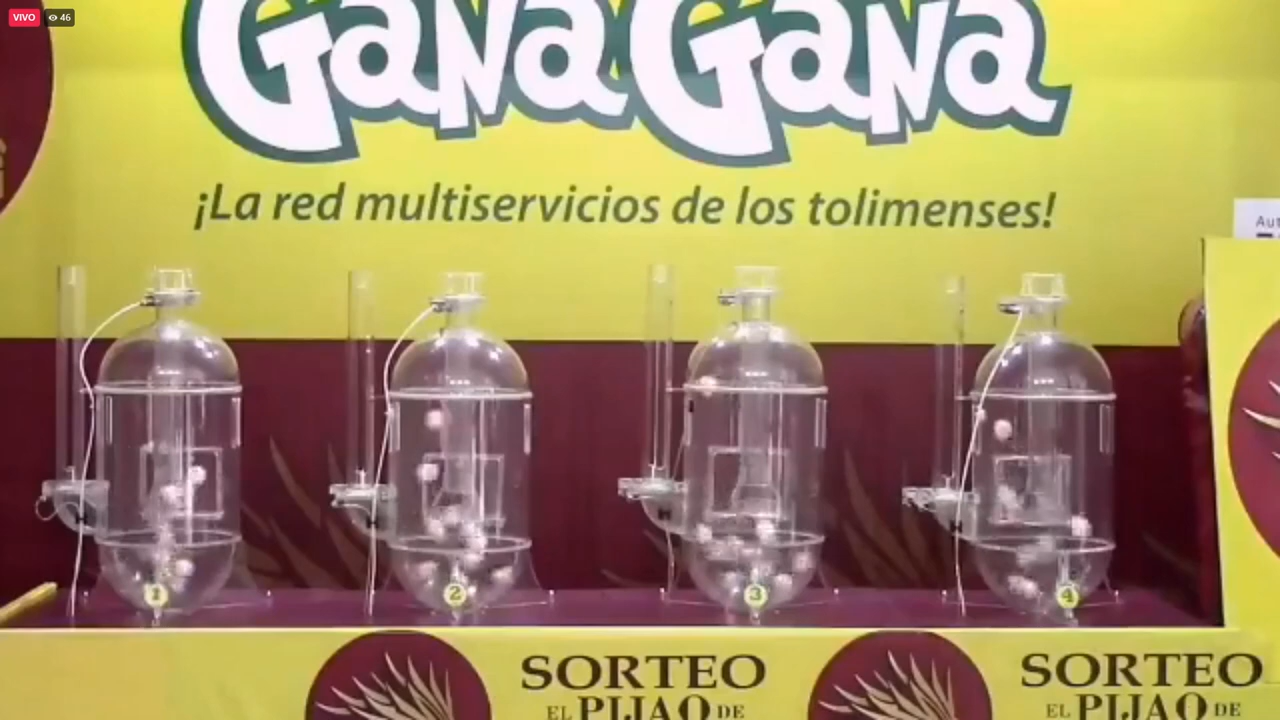 VIVO 46
GaNaGaNa
¡La red multiservicios de los tolimenses!
Aut
1 2 3 4
SORTEO SORTEO
EL PIJAO DE EL PIJAO DE